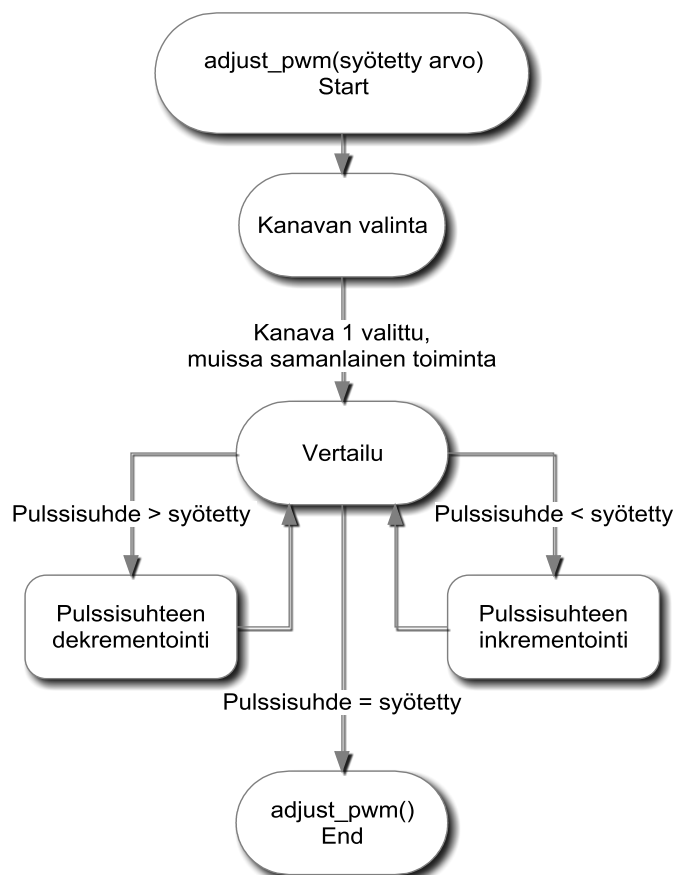 adjust_pwm(syötetty arvo)
Start
Kanavan valinta
Kanava 1 valittu,
muissa samanlainen toiminta
Vertailu
Pulssisuhde > syötetty
Pulssisuhde < syötetty
Pulssisuhteen
dekrementointi
Pulssisuhteen
inkrementointi
Pulssisuhde = syötetty
adjust_pwm()
End